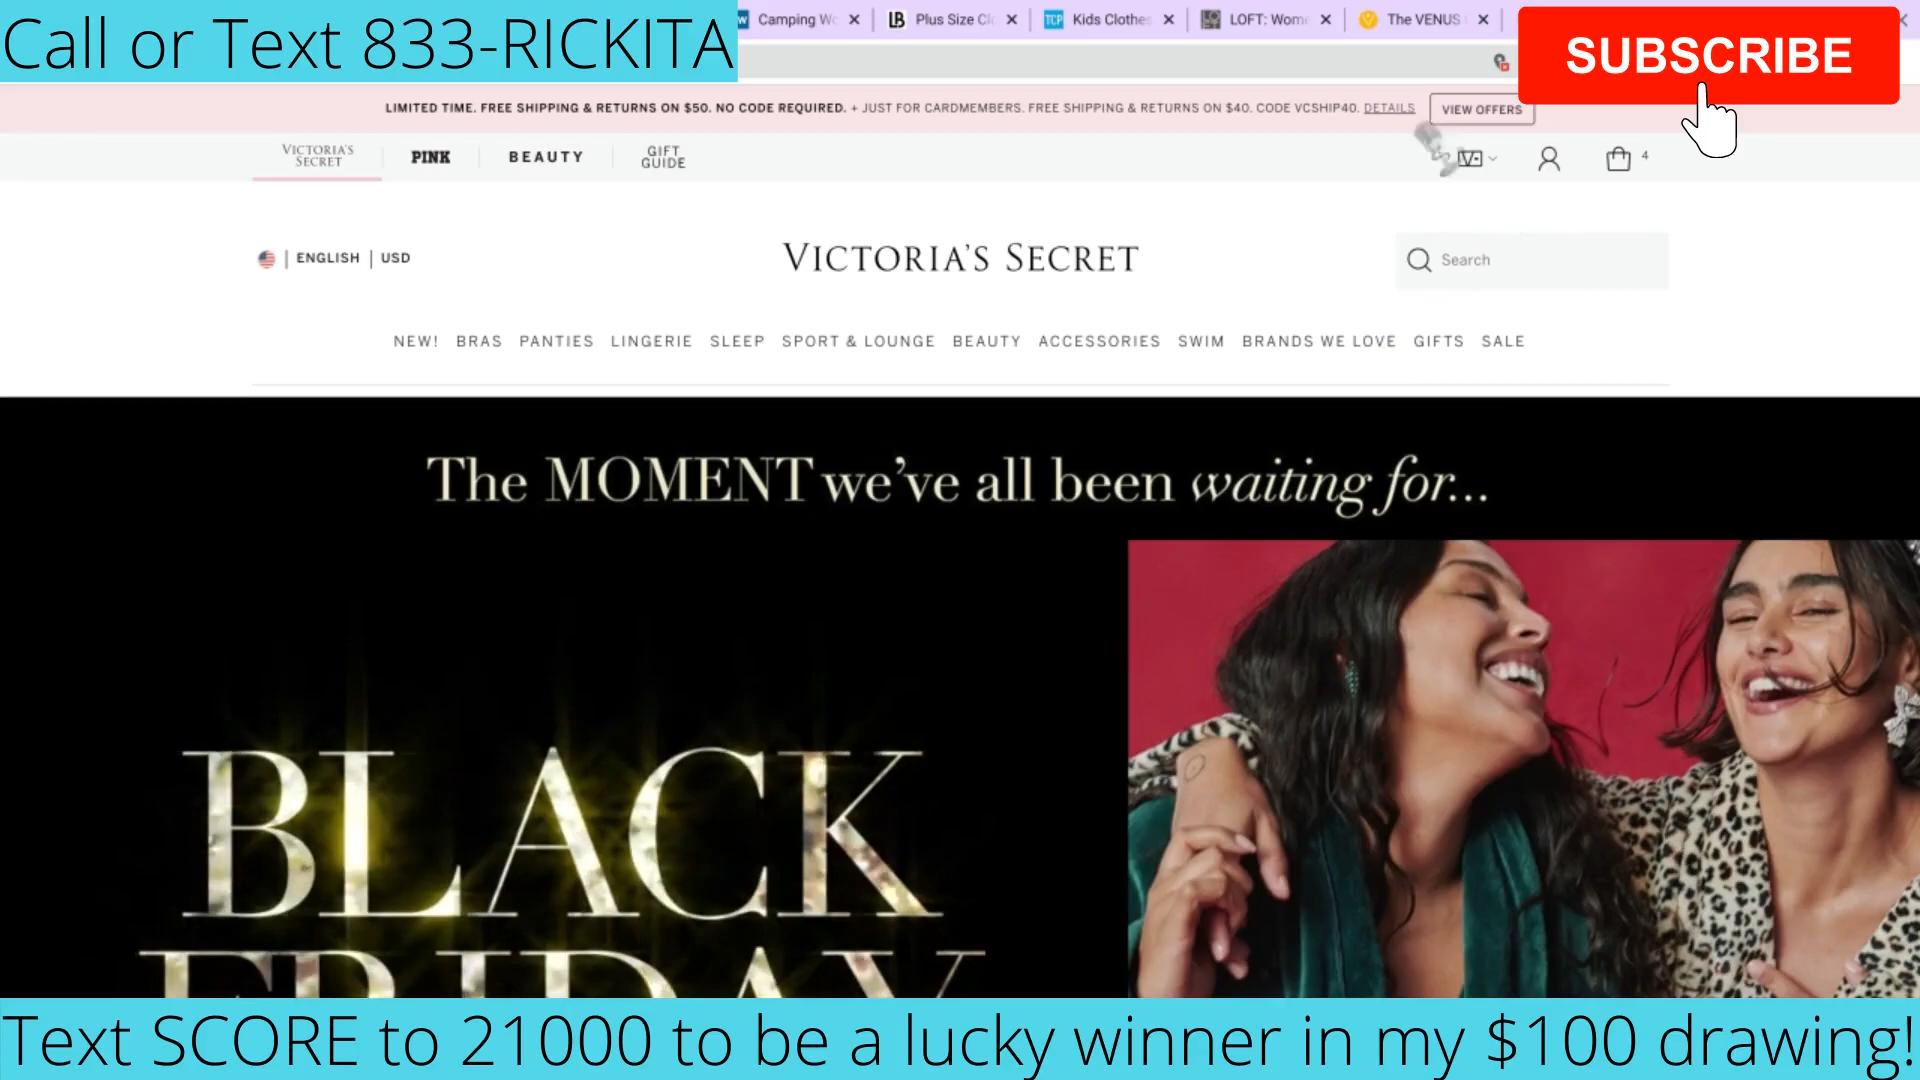 Call or Text 833-RICKITA
Camping Wo
Plus Size Cl
TCP Kids Clothes
LOFT: Wom
The VENUS
SUBSCRIBE
LIMITED TIME. FREE SHIPPING & RETURNS ON $50. NO CODE REQUIRED. + JUST FOR CARDMEMBERS. FREE SHIPPING & RETURNS ON $40. CODE VCSHIP40. DETAILS
VIEW OFFERS
VICTORIA'S
SECRET
PINK
BEAUTY
GIFT
GUIDE
4
ENGLISH | USD
VICTORIA'S SECRET
Search
NEW! BRAS PANTIES LINGERIE SLEEP SPORT & LOUNGE BEAUTY ACCESSORIES SWIM BRANDS WE LOVE GIFTS SALE
The MOMENT we've all been waiting for...
BLACK
FRIDAY
Text SCORE to 21000 to be a lucky winner in my $100 drawing!